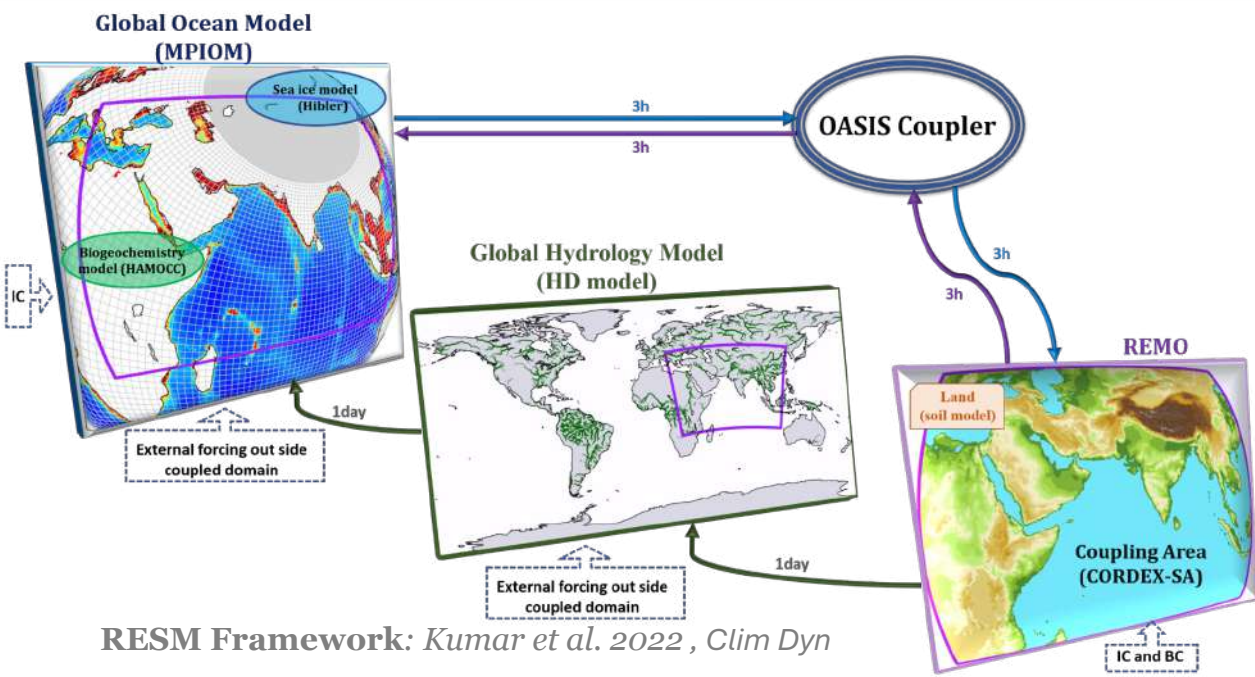 Global Ocean Model
(MPIOM)
Sea ice model
(Hibler)
3h
3h
OASIS Coupler
Biogeochemistry
model (HAMOCC)
IC
Global Hydrology Model
(HD model)
3h
3h
REMO
1day
Land
(soil model)
External forcing out side
coupled domain
Coupling Area
(CORDEX-SA)
1day
External forcing out side
coupled domain
RESM Framework: Kumar et al. 2022 , Clim Dyn
IC and BC